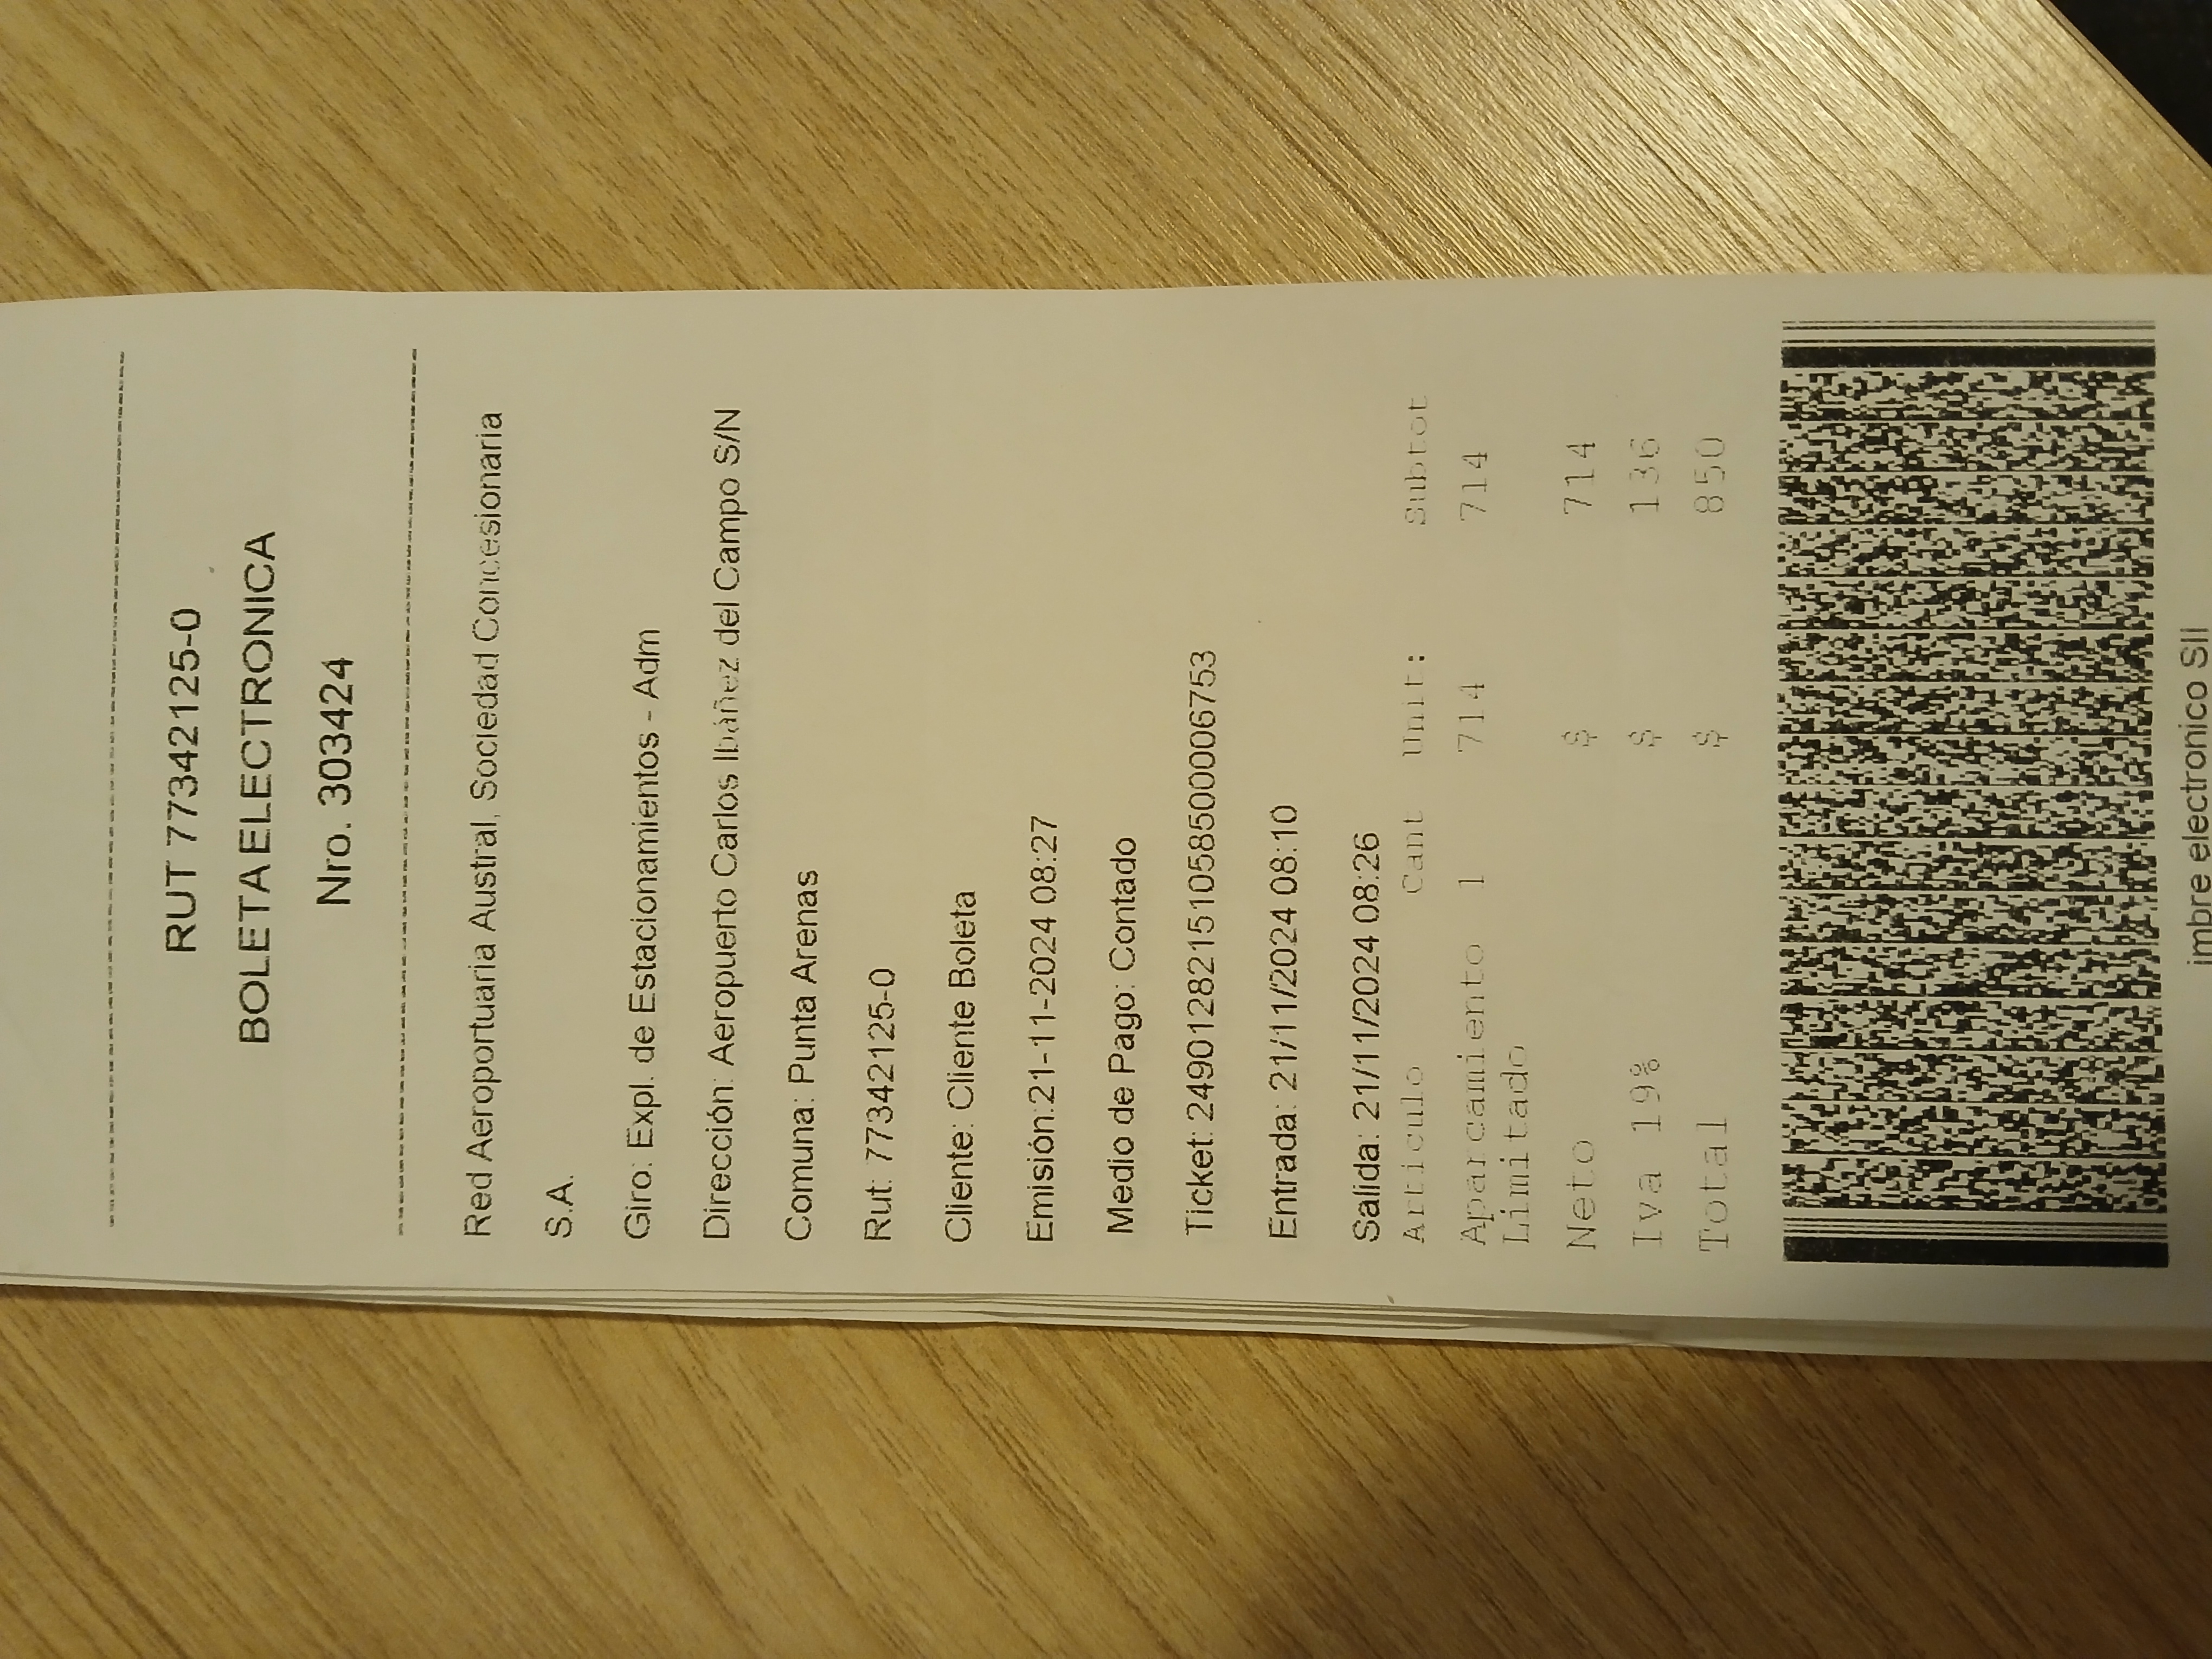 RUT 77342125-0
BOLETA ELECTRONICA
Nro. 303424
Red Aeroportuaria Austral, Sociedad Concesionaria
S.A.
Giro: Expl. de Estacionamientos - Adm
Dirección: Aeropuerto Carlos Ibáñez del Campo S/N
Comuna: Punta Arenas
Rut: 77342125-0
Cliente: Cliente Boleta
Emisión:21-11-2024 08:27
Medio de Pago: Contado
Ticket: 2490128215105850006753
Entrada: 21/11/2024 08:10
Salida: 21/11/2024 08:26
Articulo Cant Unit: Subtot
Aparcamiento 1 714 714
Limitado
Neto $ 714
Iva 19% $ 136
Total $ 850
imbre electronico SII